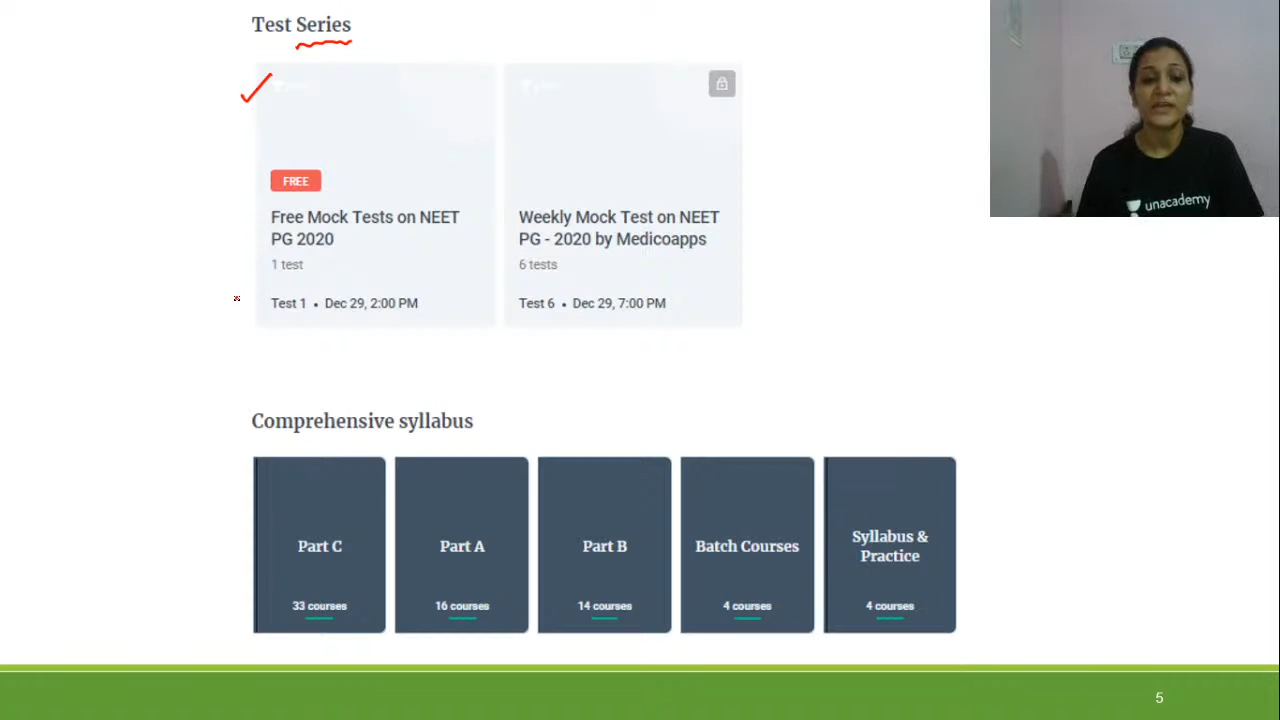 Test Series
FREE
Free Mock Tests on NEET
PG 2020
1 test
Test 1 • Dec 29, 2:00 PM
Weekly Mock Test on NEET
PG - 2020 by Medicoapps
6 tests
Test 6 • Dec 29, 7:00 PM
unacademy
Comprehensive syllabus
Part C
33 courses
Part A
16 courses
Part B
14 courses
Batch Courses
4 courses
Syllabus &
Practice
4 courses
5